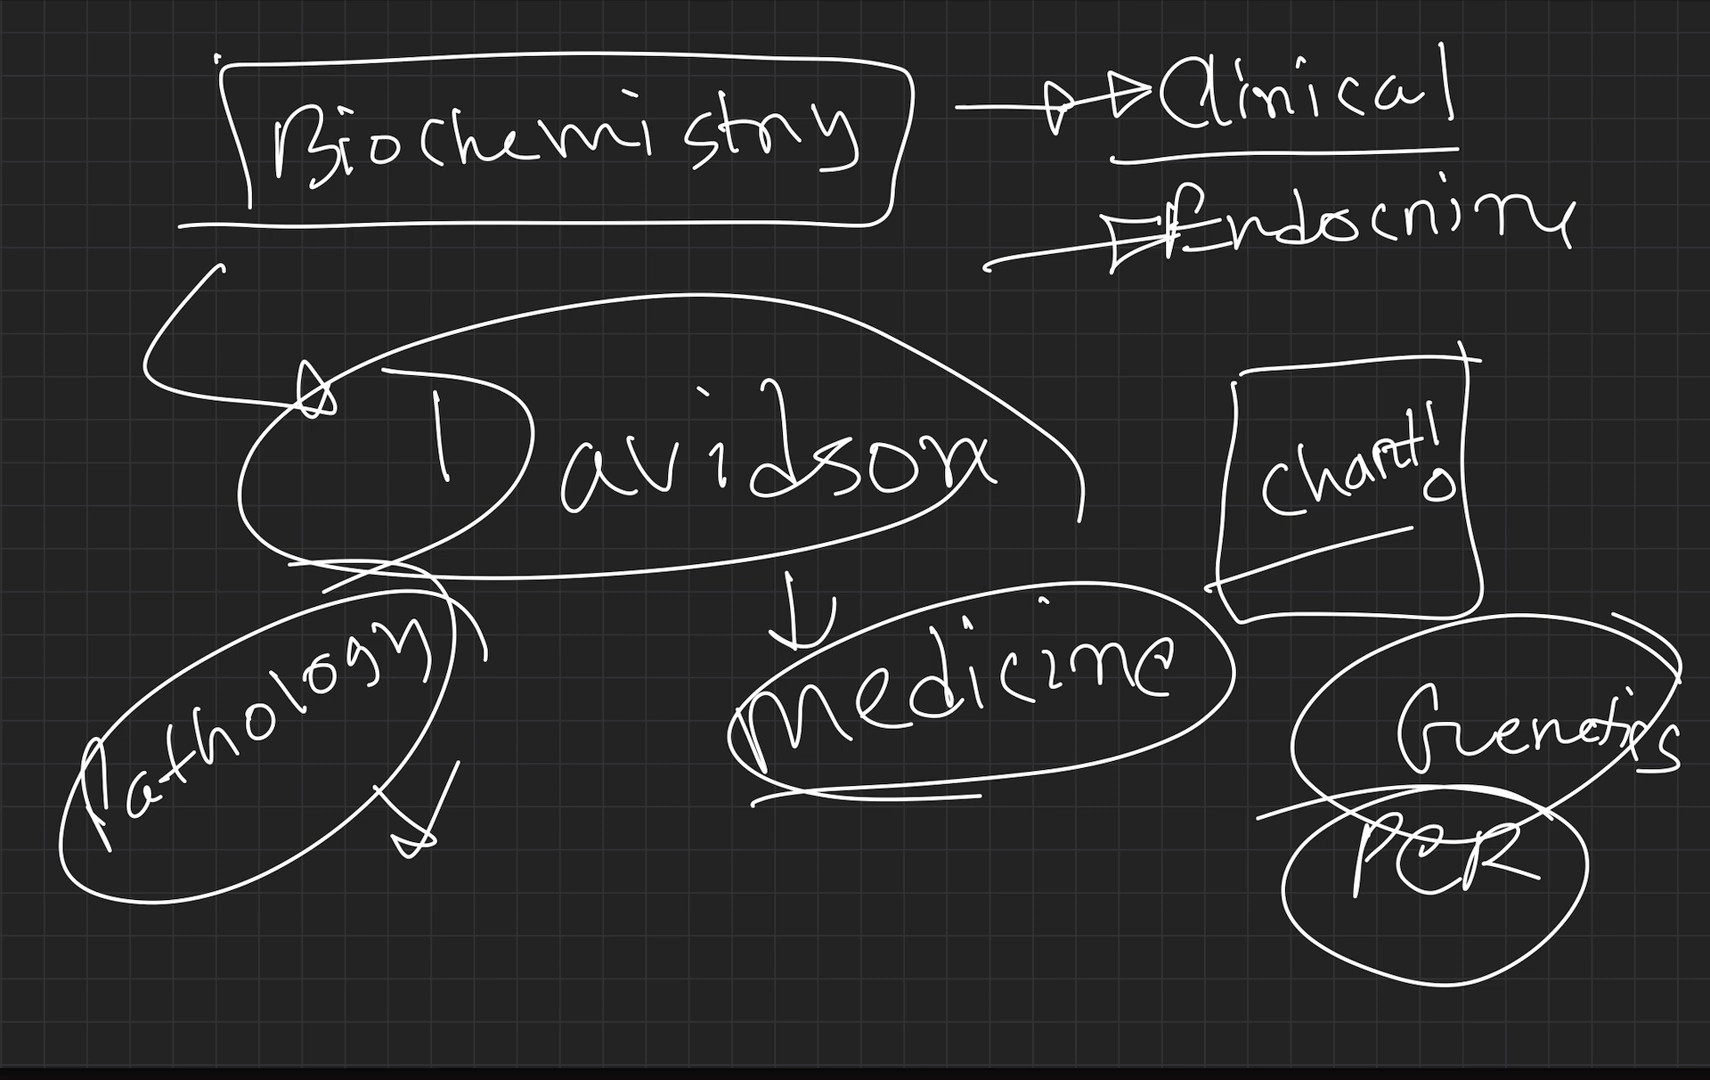 Biochemistry
Clinical
Endocrine
Davidson
Chart!
Pathology
Medicine
Genetics
PCR